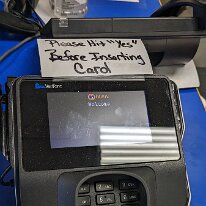 Please Hit "Yes"
Before Inserting
Card
Verifone
Welcome